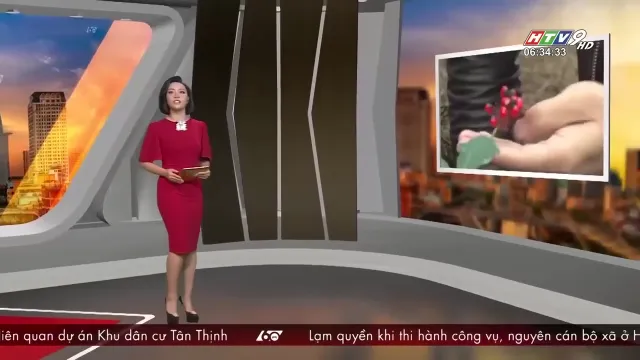 HTV9 HD
06:34.33
iên quan dự án Khu dân cư Tân Thịnh 60 Lạm quyền khi thi hành công vụ, nguyên cán bộ xã ở H